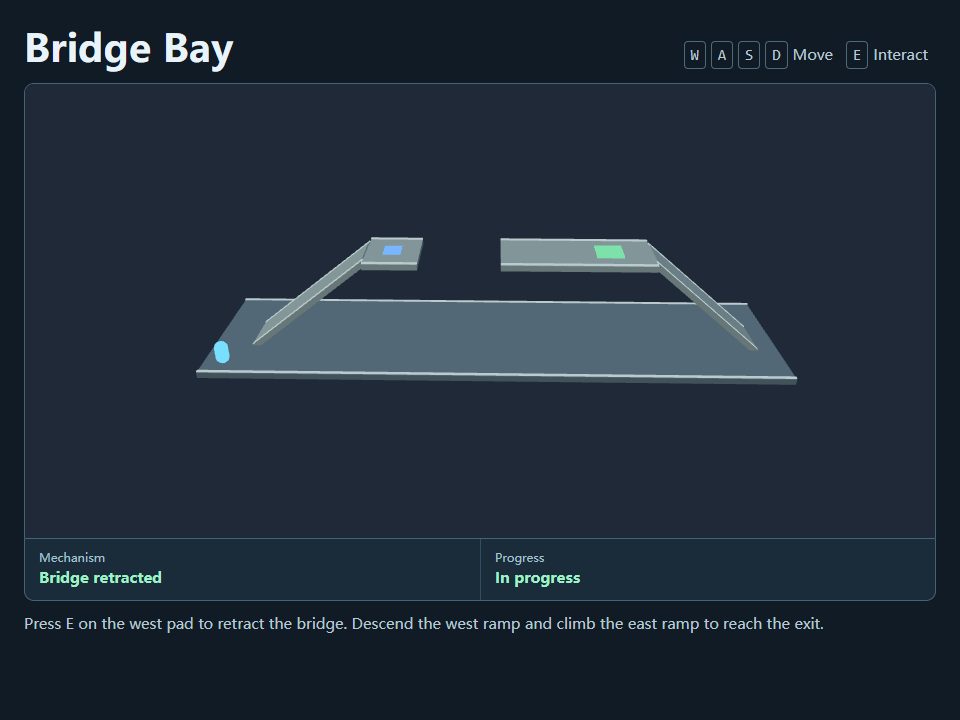 Bridge Bay
W A S D Move E Interact
Mechanism
Bridge retracted
Progress
In progress
Press E on the west pad to retract the bridge. Descend the west ramp and climb the east ramp to reach the exit.